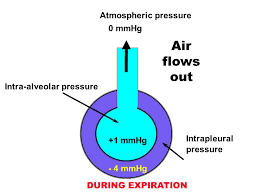 Atmospheric pressure
0 mmHg
Air
flows
out
Intra-alveolar pressure
+1 mmHg
Intrapleural
pressure
- 4 mmHg
DURING EXPIRATION